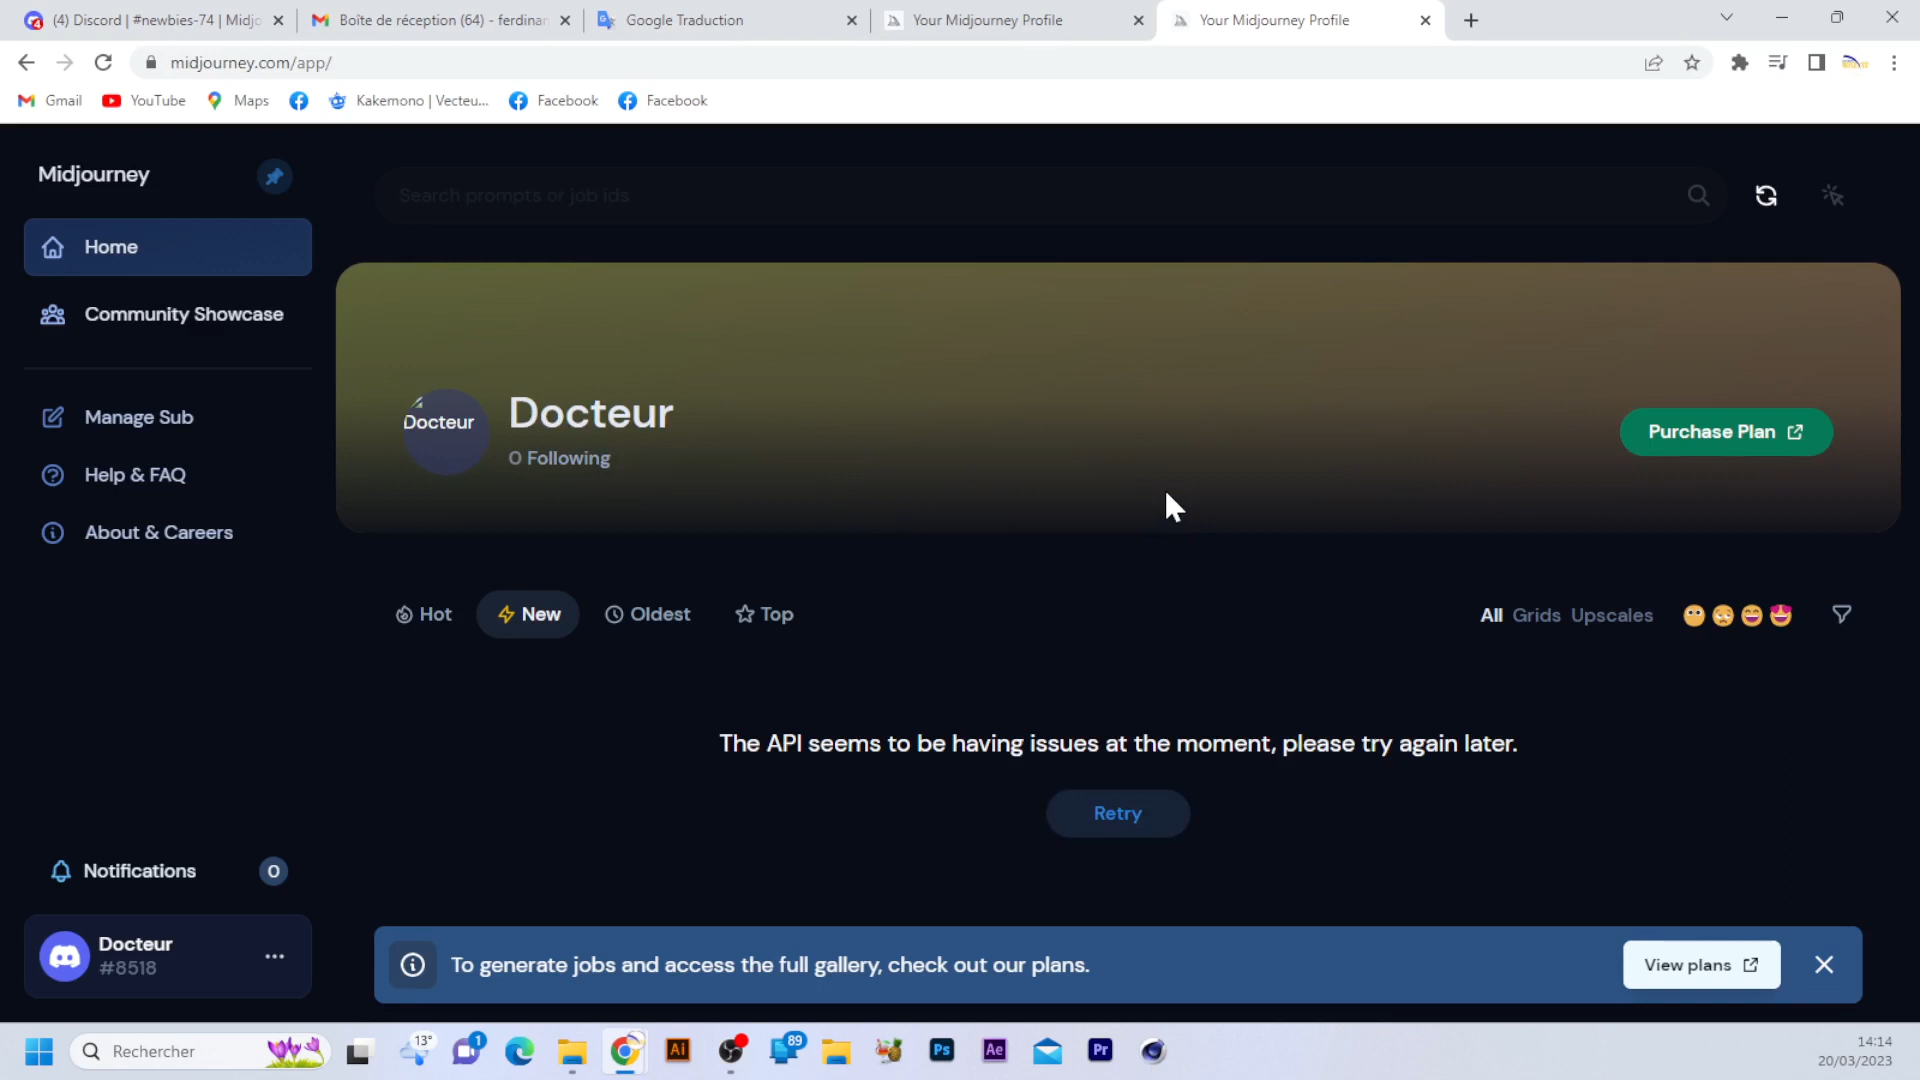 (4) Discord | #newbies-74 | Midjo
Boîte de réception (64) - ferdinan
Google Traduction
Your Midjourney Profile
Your Midjourney Profile
midjourney.com/app/
Gmail
YouTube
Maps
Kakemono | Vecteu...
Facebook
Facebook
Midjourney
Search prompts or job ids
Home
Community Showcase
Manage Sub
Help & FAQ
About & Careers
Docteur
Docteur
0 Following
Purchase Plan
Hot
New
Oldest
Top
All
Grids
Upscales
The API seems to be having issues at the moment, please try again later.
Retry
Notifications
0
Docteur
#8518
...
To generate jobs and access the full gallery, check out our plans.
View plans
Rechercher
13°
1
Ai
89
Ps
Ae
Pr
14:14
20/03/2023